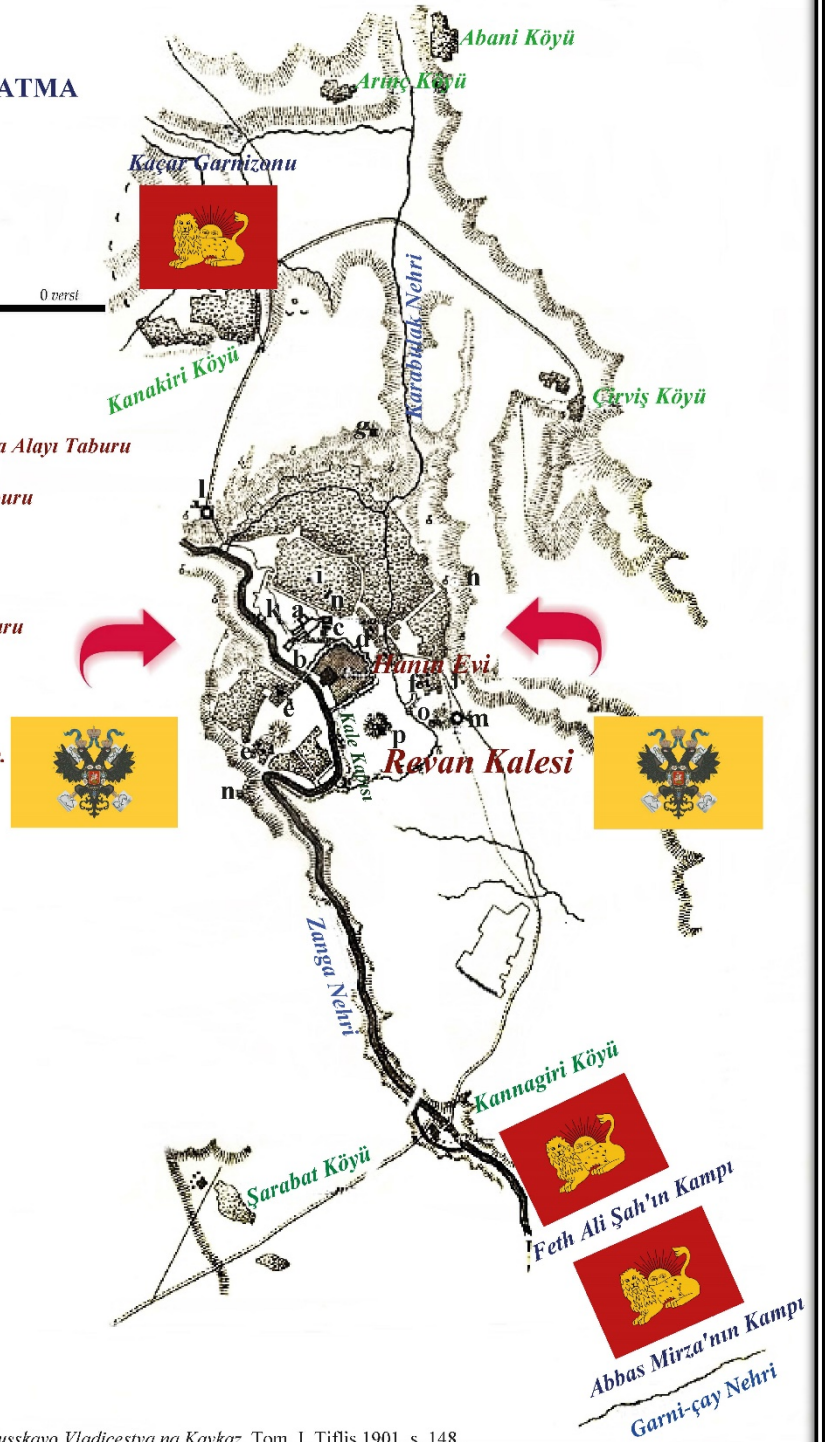 ATMA
Abani Köyü
Arınç Köyü
Kaçar Garnizonu
0 versi
Karabulak Nehri
Kanakiri Köyü
Çirviş Köyü
g
a Alayı Taburu
l
uru
n
i
n
k
a
c
d
uru
b
Hanın Evi
f
j
e
o
m
Kale Kapısı
p
e
Revan Kalesi
n
Zanga Nehri
Kannagiri Köyü
Şarabat Köyü
Feth Ali Şah'ın Kampı
Abbas Mirza'nın Kampı
Garni-çay Nehri
usskavo Vladiçestva na Kavkaz, Tom. I, Tiflis 1901, s. 148